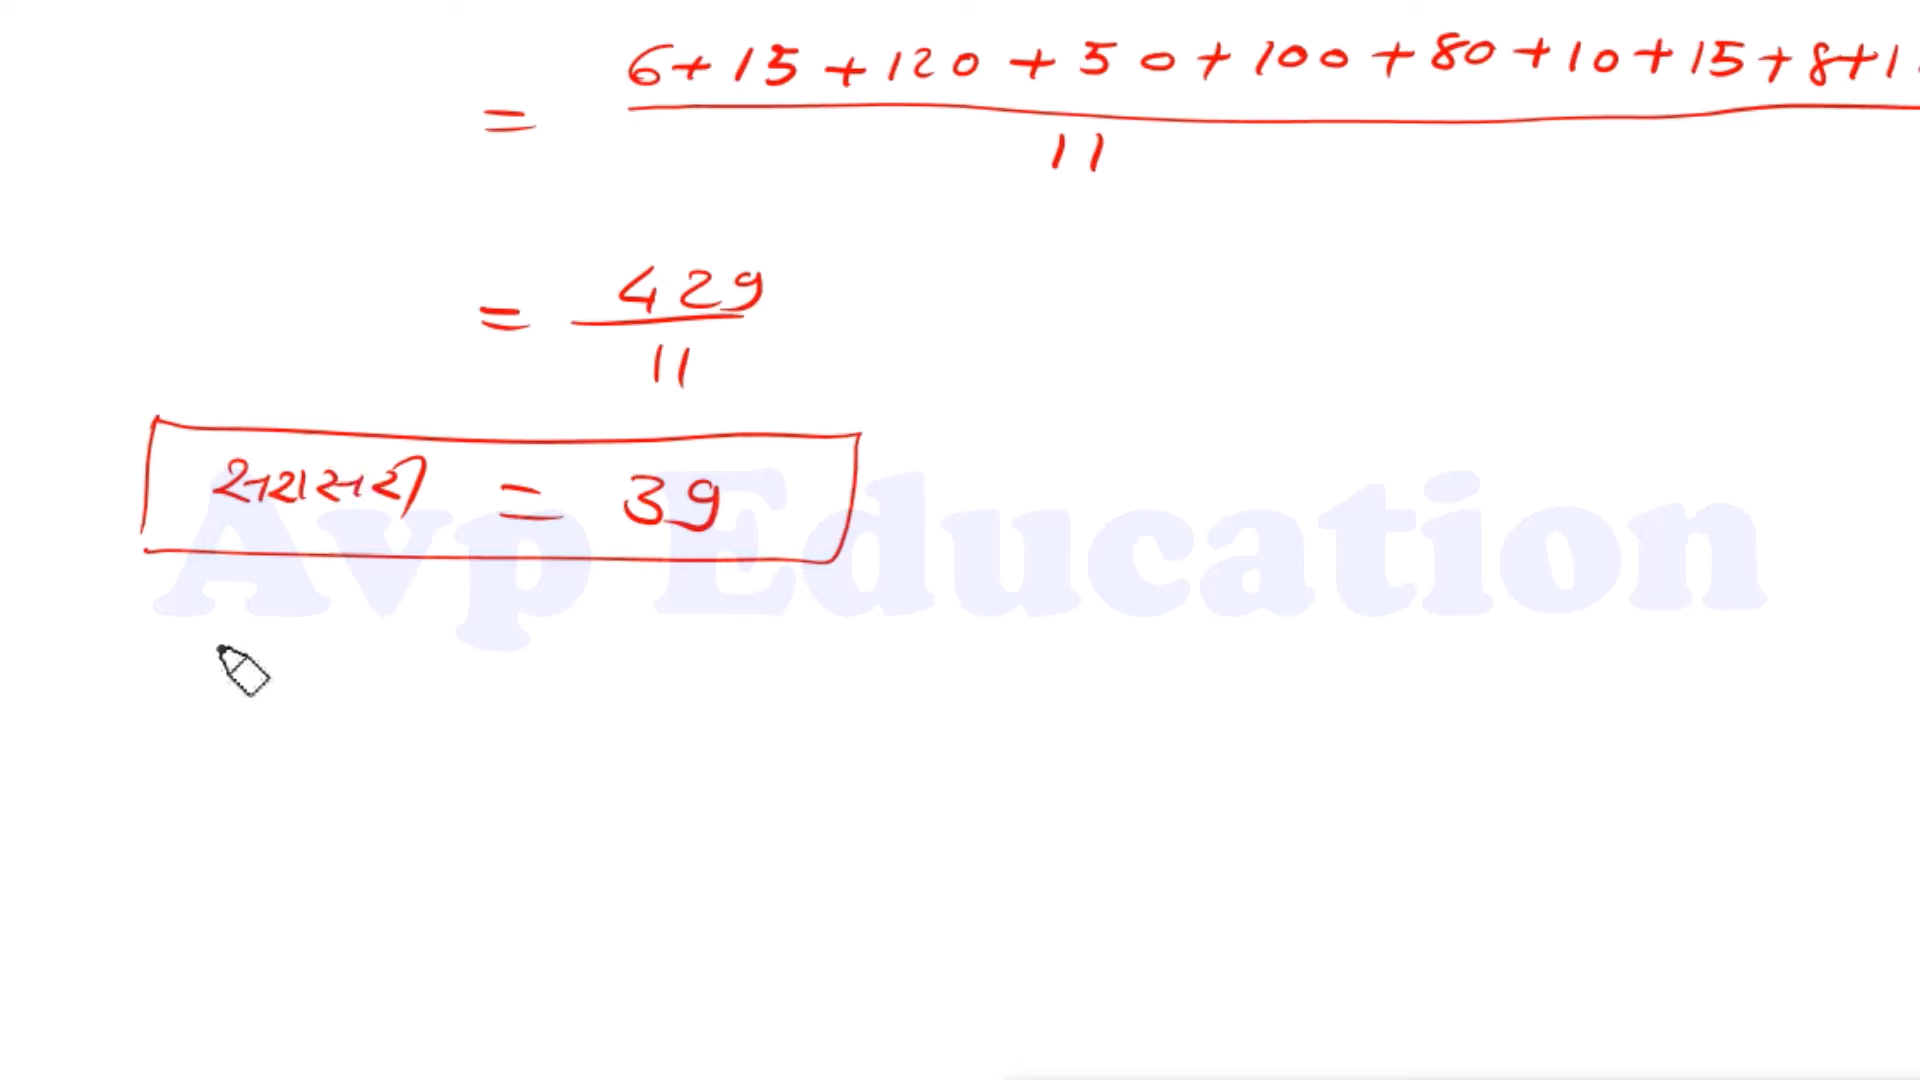 = 6+15+120+50+100+80+10+15+8+1
11
= 429
11
સરાસરી = 39
Avp Education